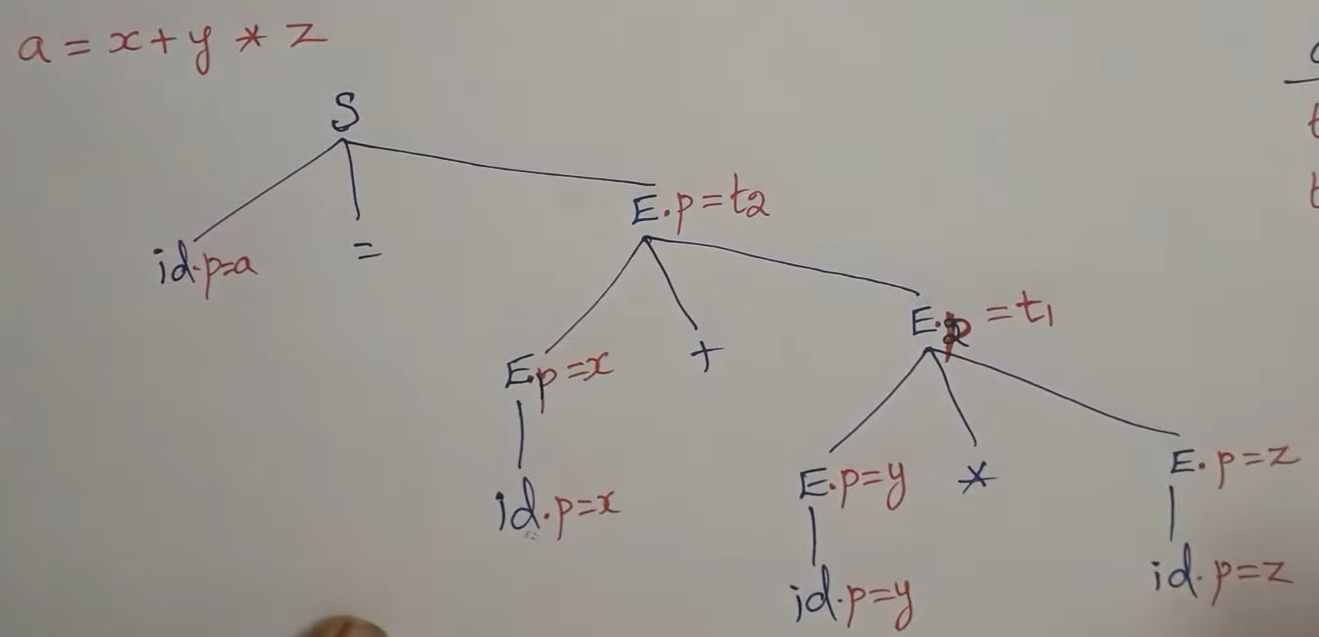 a = x + y * z
S
id.p=a = E.p=t2
E.p=x + E.p=t1
id.p=x E.p=y * E.p=z
id.p=y id.p=z